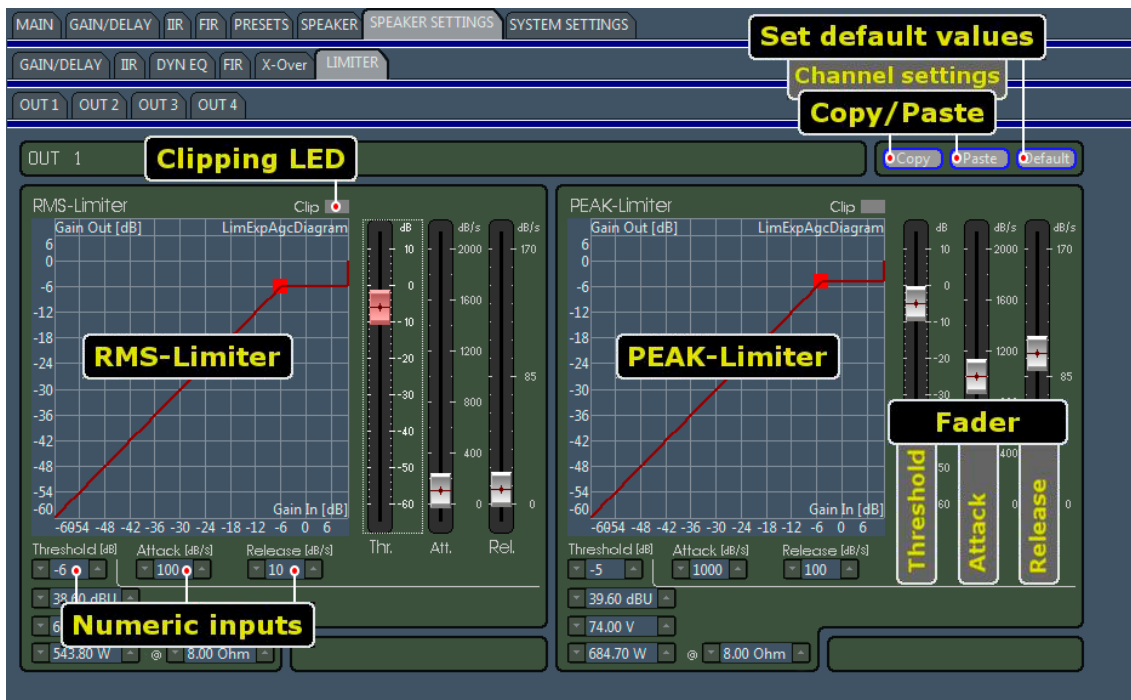 MAIN GAIN/DELAY IIR FIR PRESETS SPEAKER SPEAKER SETTINGS SYSTEM SETTINGS
GAIN/DELAY IIR DYN EQ FIR X-Over LIMITER
OUT 1 OUT 2 OUT 3 OUT 4
Set default values
Channel settings
Copy/Paste
OUT 1
Clipping LED
Copy Paste Default
RMS-Limiter Clip
Gain Out [dB] LimExpAgcDiagram
6
0
-6
-12
-18
-24
-30
-36
-42
-48
-54
-60
Gain In [dB]
-6054 -48 -42 -36 -30 -24 -18 -12 -6 0 6
RMS-Limiter
dB
10
0
-10
-20
-30
-40
-50
-60
Thr.
dB/s
2000
1600
1200
800
400
0
Att.
dB/s
170
85
0
Rel.
Threshold [dB] Attack [dB/s] Release [dB/s]
-6 100 10
38.60 dBU
Numeric inputs
543.80 W @ 8.00 Ohm
PEAK-Limiter Clip
Gain Out [dB] LimExpAgcDiagram
6
0
-6
-12
-18
-24
-30
-36
-42
-48
-54
-60
Gain In [dB]
-6054 -48 -42 -36 -30 -24 -18 -12 -6 0 6
PEAK-Limiter
dB
10
0
-10
-20
-30
50
60
dB/s
2000
1600
1200
400
0
dB/s
170
85
0
Fader
Threshold
Attack
Release
Threshold [dB] Attack [dB/s] Release [dB/s]
-5 1000 100
39.60 dBU
74.00 V
684.70 W @ 8.00 Ohm